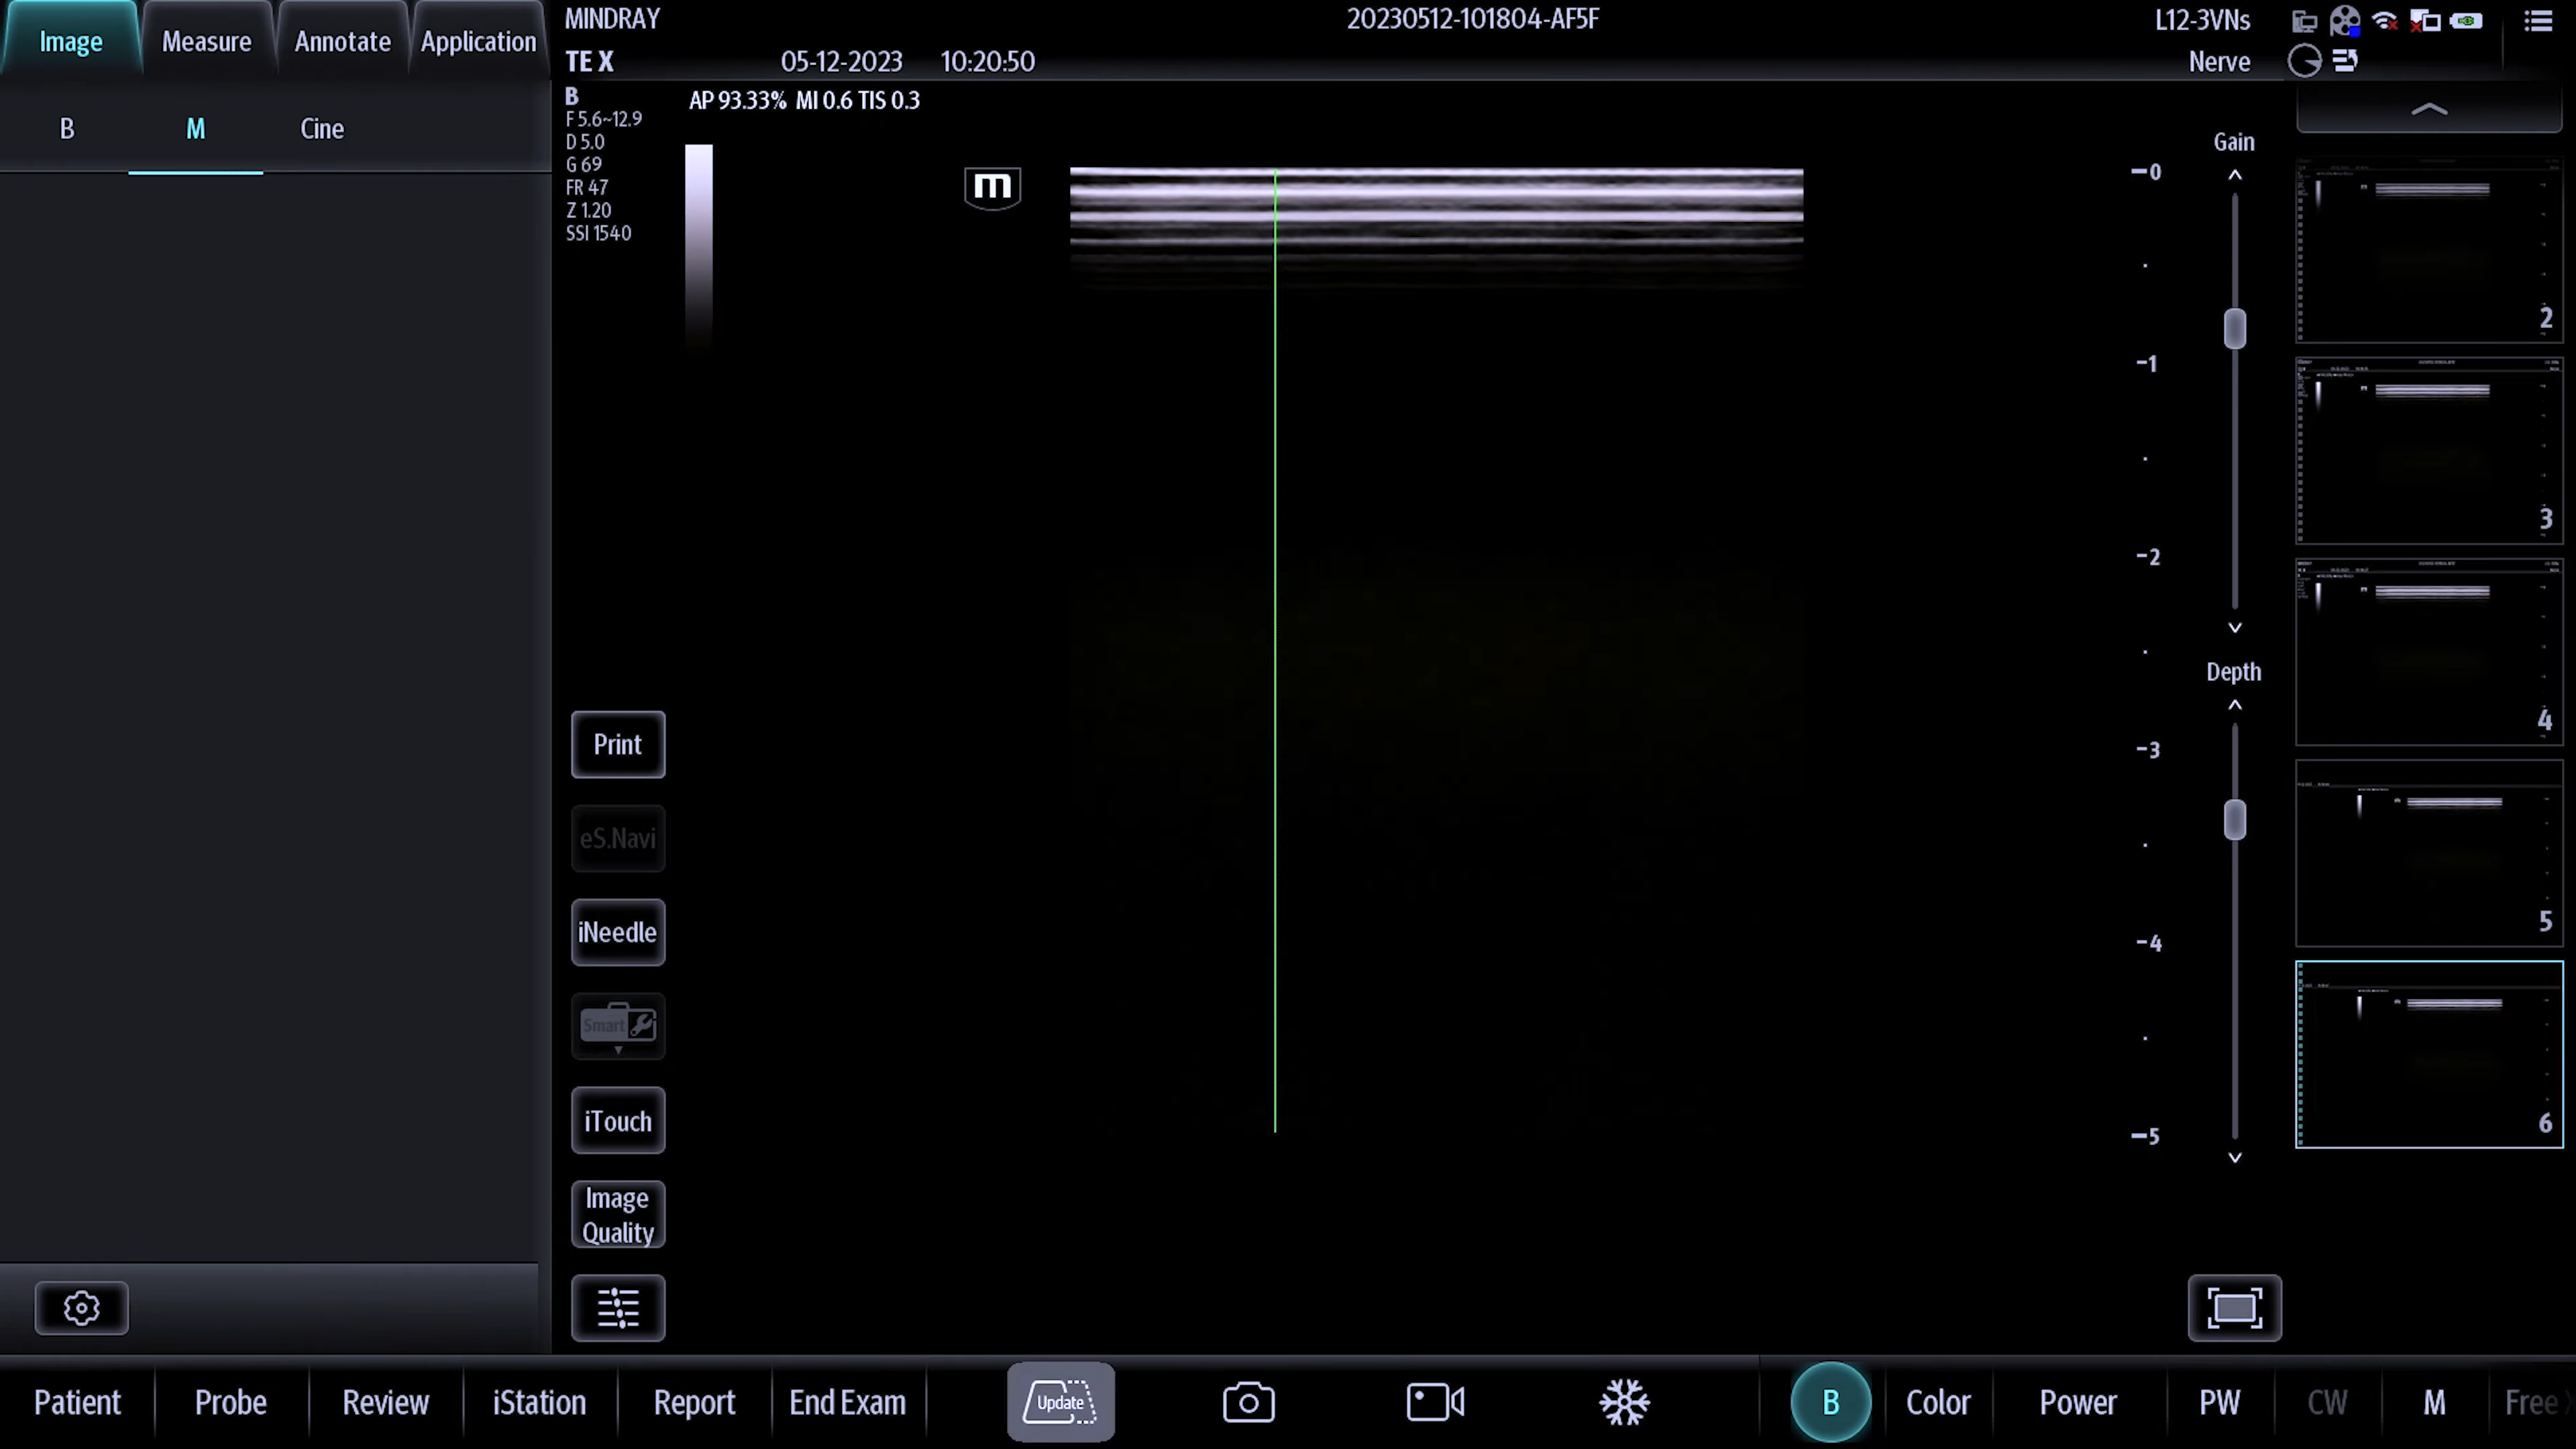 Image
Measure
Annotate
Application
B
M
Cine
MINDRAY
20230512-101804-AF5F
L12-3VNs
TE X
05-12-2023
10:20:50
Nerve
B
AP 93.33% MI 0.6 TIS 0.3
F 5.6~12.9
D 5.0
G 69
FR 47
Z 1.20
SSI 1540
m
Gain
0
1
2
3
4
5
Depth
Print
eS.Navi
iNeedle
Smart
iTouch
Image
Quality
2
3
4
5
6
Patient
Probe
Review
iStation
Report
End Exam
Update
B
Color
Power
PW
CW
M
Free